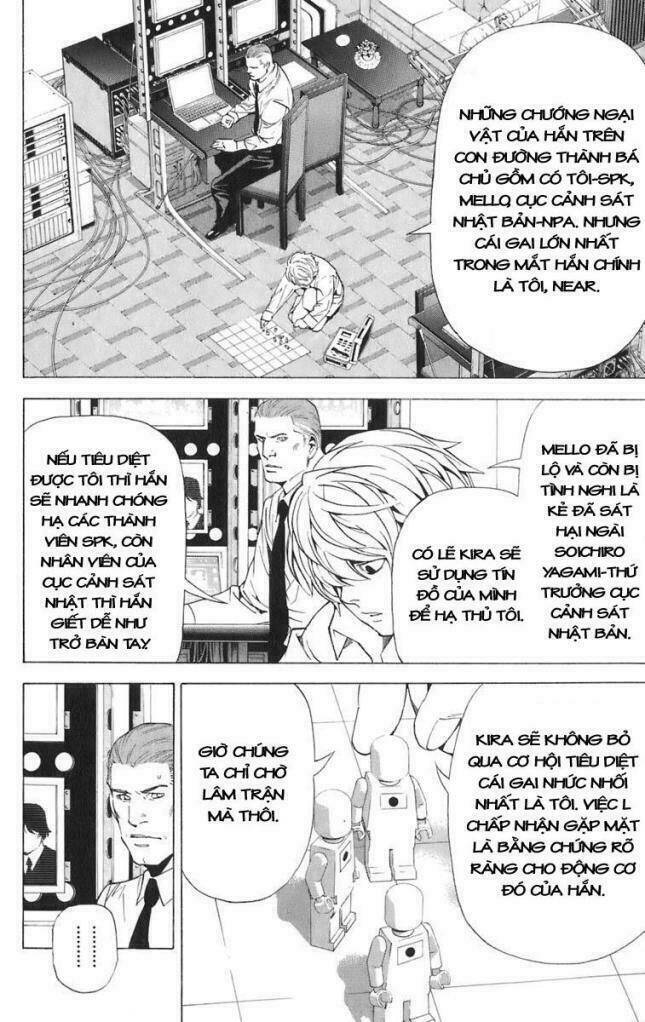 NHỮNG CHƯỚNG NGẠI
VẬT CỦA HẮN TRÊN
CON ĐƯỜNG THÀNH BÁ
CHỦ GỒM CÓ TÔI-SPK,
MELLO, CỤC CẢNH SÁT
NHẬT BẢN-NPA. NHƯNG
CÁI GAI LỚN NHẤT
TRONG MẮT HẮN CHÍNH
LÀ TÔI, NEAR.
MELLO ĐÃ BỊ
LỘ VÀ CÒN BỊ
TÌNH NGHI LÀ
KẺ ĐÃ SÁT
HẠI NGÀI
SOICHIRO
YAGAMI-THỨ
TRƯỞNG CỤC
CẢNH SÁT
NHẬT BẢN.
CÓ LẼ KIRA SẼ
SỬ DỤNG TÍN
ĐỒ CỦA MÌNH
ĐỂ HẠ THỦ TÔI.
NẾU TIÊU DIỆT
ĐƯỢC TÔI THÌ HẮN
SẼ NHANH CHÓNG
HẠ CÁC THÀNH
VIÊN SPK, CÒN
NHÂN VIÊN CỦA
CỤC CẢNH SÁT
NHẬT THÌ HẮN
GIẾT DỄ NHƯ
TRỞ BÀN TAY.
KIRA SẼ KHÔNG BỎ
QUA CƠ HỘI TIÊU DIỆT
CÁI GAI NHỨC NHỐI
NHẤT LÀ TÔI. VIỆC L
CHẤP NHẬN GẶP MẶT
LÀ BẰNG CHỨNG RÕ
RÀNG CHO ĐỘNG CƠ
ĐÓ CỦA HẮN.
GIỜ CHÚNG
TA CHỈ CHỜ
LÂM TRẬN
MÀ THÔI.